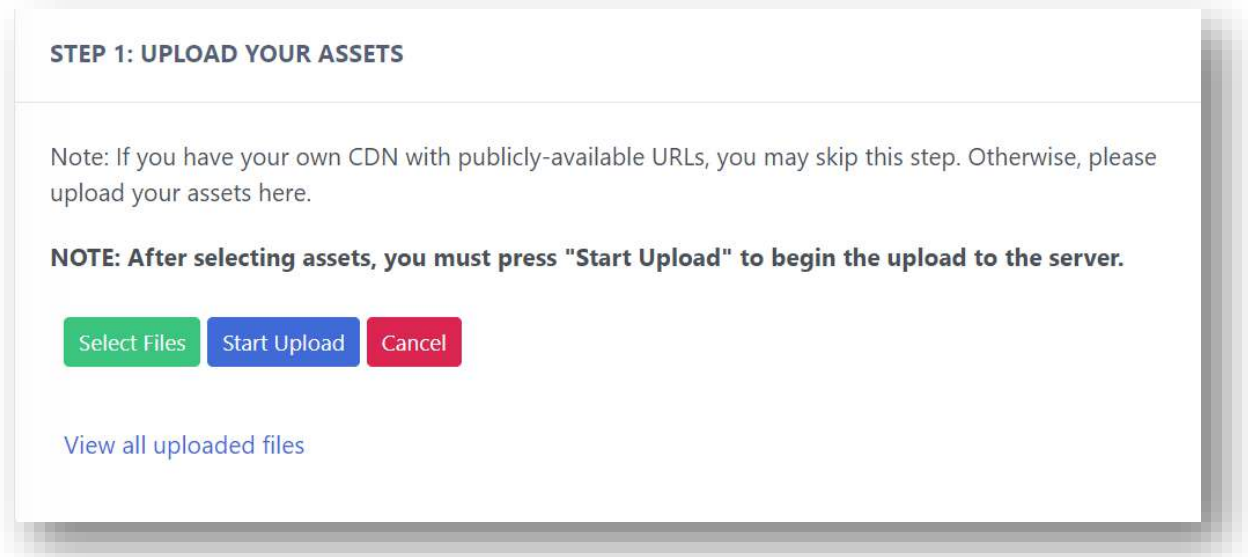 STEP 1: UPLOAD YOUR ASSETS
Note: If you have your own CDN with publicly-available URLs, you may skip this step. Otherwise, please
upload your assets here.
NOTE: After selecting assets, you must press "Start Upload" to begin the upload to the server.
Select Files Start Upload Cancel
View all uploaded files